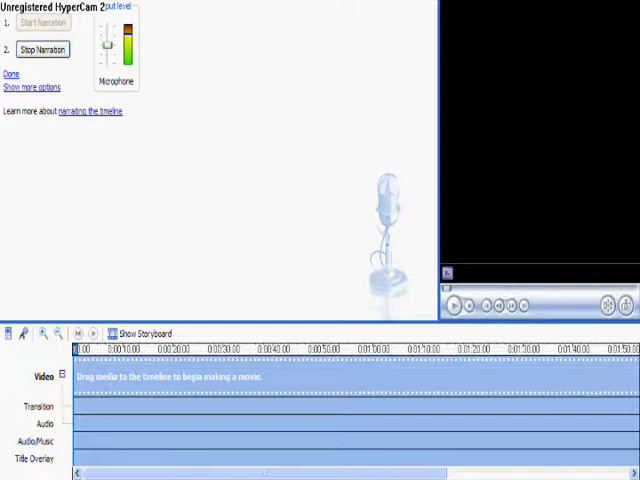 Unregistered HyperCam 2
put level
1. Start Narration
2. Stop Narration
Done
Show more options
Microphone
Learn more about narrating the timeline
Show Storyboard
00.00 0:00:10.00 0:00:20.00 0:00:30.00 0:00:40.00 0:00:50.00 0:01:00.00 0:01:10.00 0:01:20.00 0:01:30.00 0:01:40.00 0:01:50.00
Video
Drag media to the timeline to begin making a movie.
Transition
Audio
Audio/Music
Title Overlay